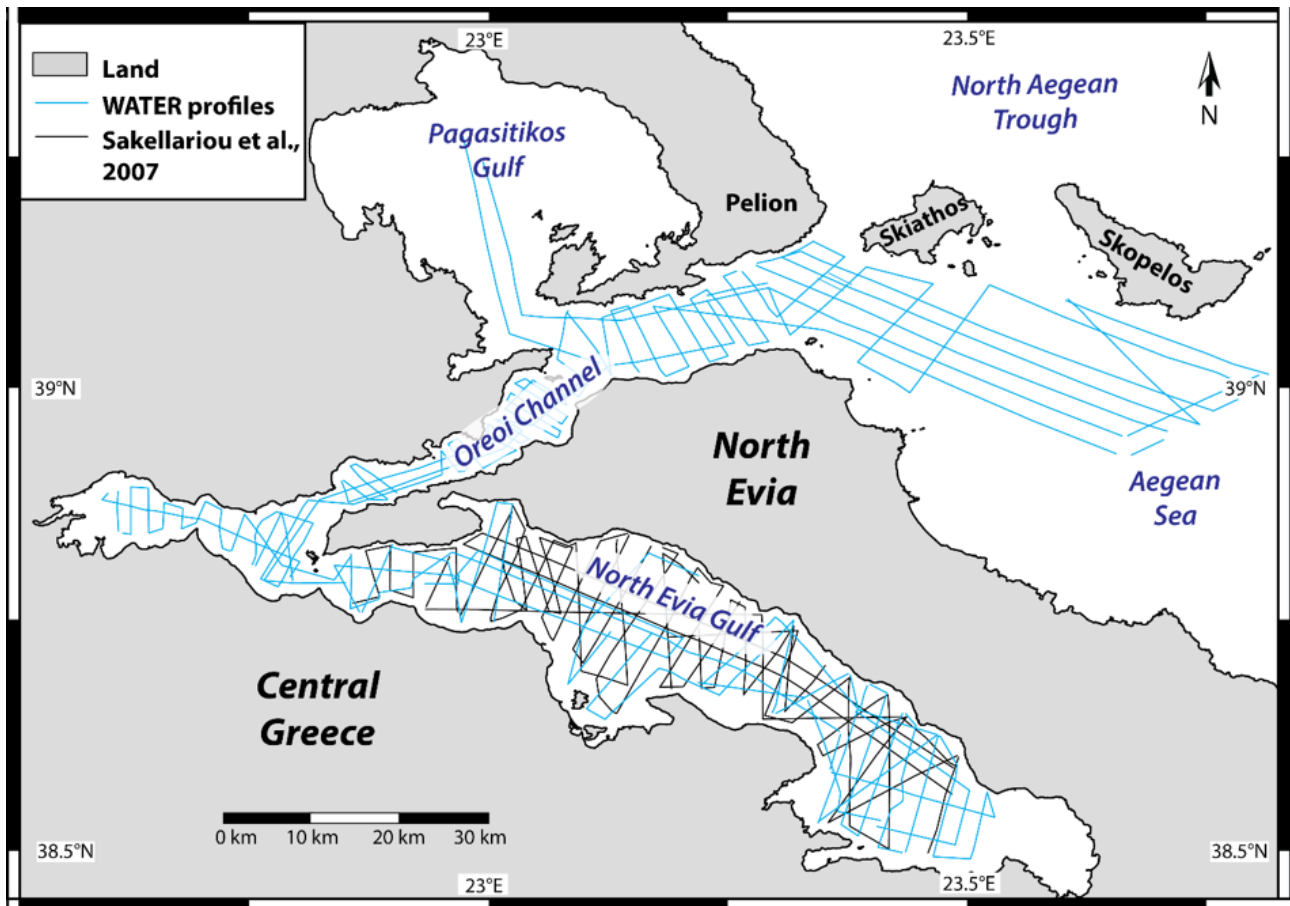 23°E
23.5°E
Land
WATER profiles
Sakellariou et al.,
2007
North Aegean
Trough
N
Pagasitikos
Gulf
Pelion
Skiathos
Skopelos
39°N
39°N
Oreoi Channel
North
Evia
Aegean
Sea
North Evia Gulf
Central
Greece
0 km 10 km 20 km 30 km
38.5°N
38.5°N
23°E
23.5°E